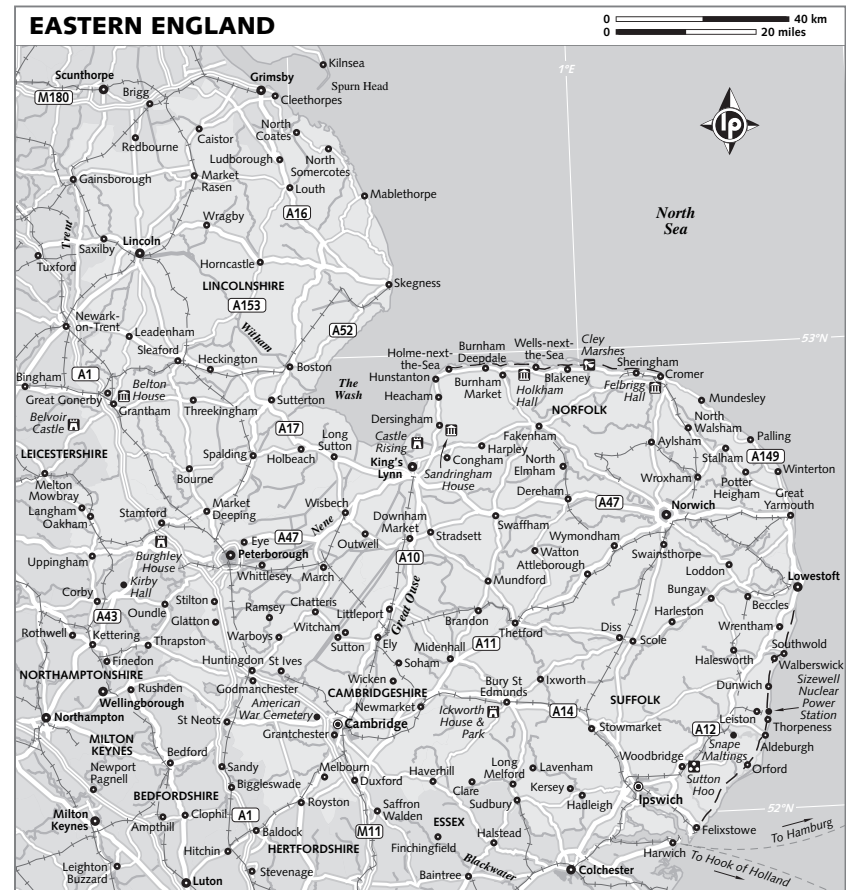 EASTERN ENGLAND
0 40 km
0 20 miles
Kilnsea
Scunthorpe
Grimsby
Spurn Head
1°E
M180
Brigg
Cleethorpes
North
Coates
Caistor
Redbourne
Ludborough
North
Somercotes
lp
Gainsborough
Market
Rasen
Louth
Mablethorpe
A16
Wragby
North
Sea
Trent
Saxilby
Lincoln
Tuxford
Horncastle
LINCOLNSHIRE
Skegness
A153
Newark-
on-Trent
Leadenham
Witham
A52
53°N
Sleaford
Heckington
Boston
Holme-next-
the-Sea
Burnham
Deepdale
Wells-next-
the-Sea
Cley
Marshes
Sheringham
Cromer
Bingham
A1
Belton
House
The
Wash
Hunstanton
Burnham
Market
Holkham
Hall
Blakeney
Felbrigg
Hall
Great Gonerby
Grantham
Threekingham
Sutterton
Heacham
Mundesley
Belvoir
Castle
A17
Dersingham
NORFOLK
North
Walsham
Castle
Rising
Fakenham
Aylsham
Palling
LEICESTERSHIRE
Spalding
Holbeach
Long
Sutton
King's
Lynn
Congham
Harpley
North
Elmham
Stalham
A149
Sandringham
House
Melton
Mowbray
Bourne
Wroxham
Potter
Heigham
Winterton
Langham
Oakham
Stamford
Market
Deeping
Wisbech
Nene
Downham
Market
Dereham
A47
Norwich
Great
Yarmouth
Swaffham
Eye
A47
Outwell
Stradsett
Wymondham
Uppingham
Burghley
House
Peterborough
A10
Watton
Attleborough
Swainsthorpe
Whittlesey
March
Mundford
Loddon
Lowestoft
Corby
Kirby
Hall
Stilton
Chatteris
Great Ouse
Bungay
Beccles
A43
Oundle
Glatton
Ramsey
Littleport
Brandon
Harleston
Rothwell
Kettering
Thrapston
Warboys
Witcham
Sutton
Ely
Thetford
Diss
Scole
Wrentham
A11
Finedon
Huntingdon
St Ives
Soham
Midenhall
Halesworth
Southwold
Walberswick
NORTHAMPTONSHIRE
Rushden
Wellingborough
Godmanchester
Wicken
CAMBRIDGESHIRE
Bury St
Edmunds
Ixworth
Dunwich
Sizewell
Nuclear
Power
Station
American
War Cemetery
Newmarket
SUFFOLK
Northampton
St Neots
Cambridge
Ickworth
House &
Park
A14
Leiston
Thorpeness
Grantchester
Stowmarket
A12
Snape
Maltings
Aldeburgh
MILTON
KEYNES
Bedford
Newport
Pagnell
Sandy
Melbourn
Haverhill
Long
Melford
Lavenham
Woodbridge
Orford
Duxford
Biggleswade
Clare
Kersey
Sutton
Hoo
BEDFORDSHIRE
Royston
Saffron
Walden
Sudbury
Hadleigh
Ipswich
52°N
Milton
Keynes
Ampthill
Clophill
A1
Baldock
M11
ESSEX
Felixstowe
To Hamburg
HERTFORDSHIRE
Finchingfield
Halstead
Hitchin
Harwich
To Hook of Holland
Leighton
Buzzard
Luton
Stevenage
Braintree
Blackwater
Colchester